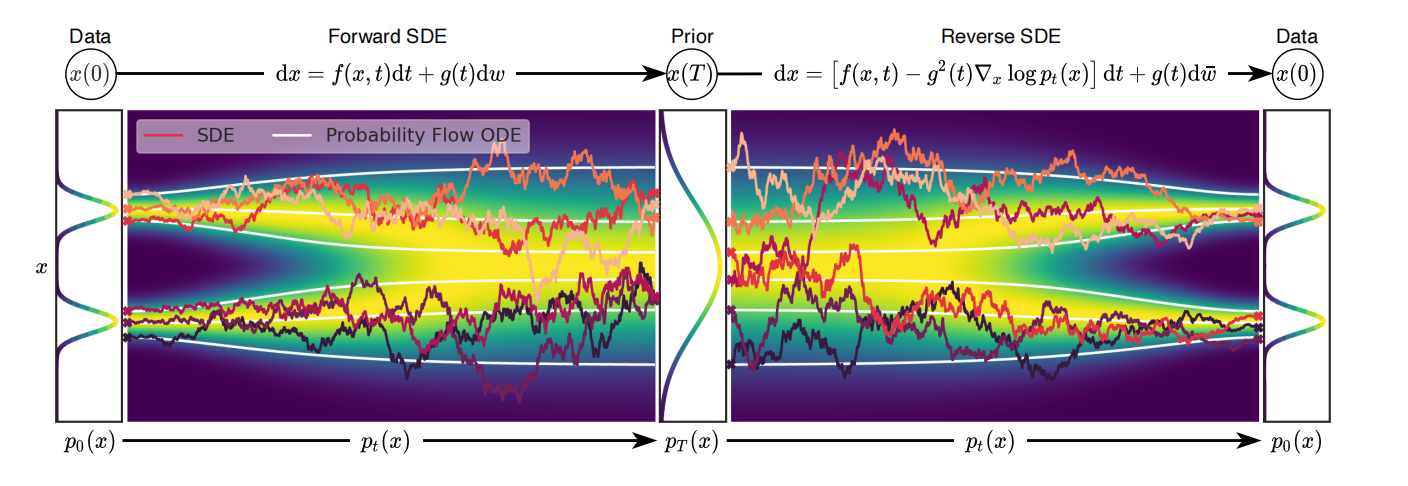 Data Forward SDE Prior Reverse SDE Data
x(0) dx = f(x, t)dt + g(t)dw x(T) dx = [f(x, t) − g²(t)∇ₓ log pₜ(x)] dt + g(t)dw̄ x(0)
SDE Probability Flow ODE
x
p₀(x) pₜ(x) p_T(x) pₜ(x) p₀(x)